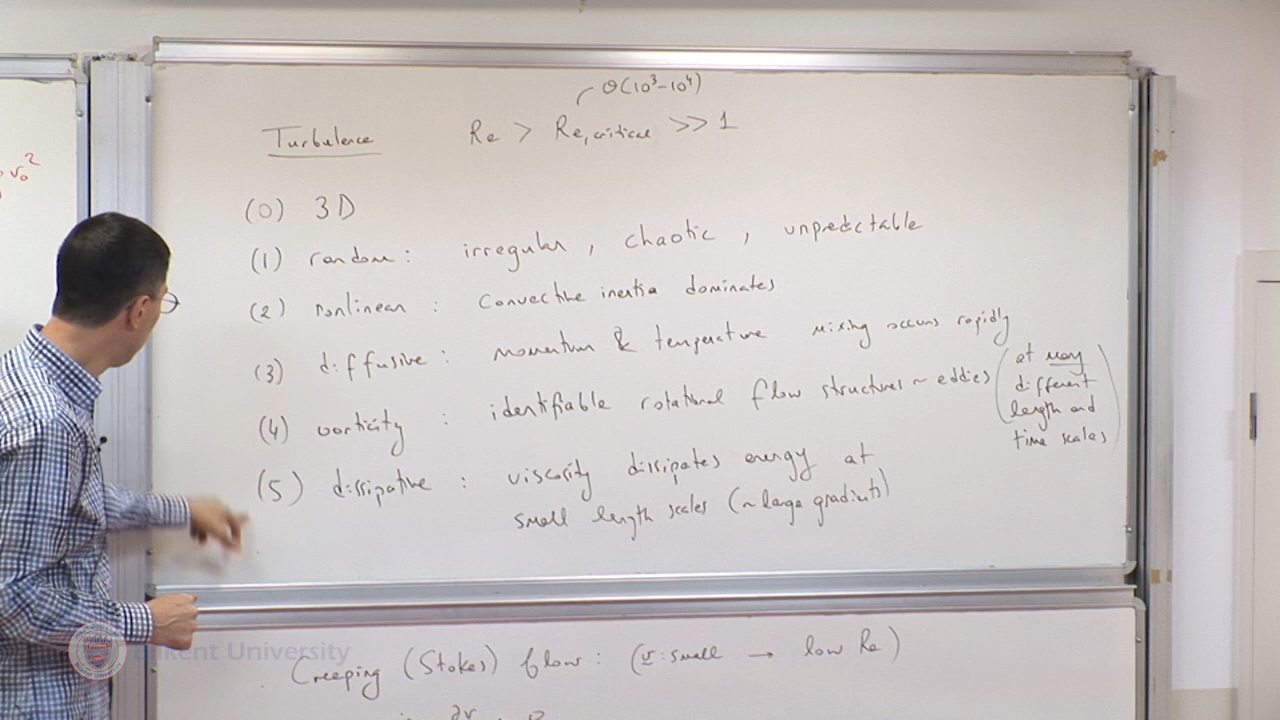 O(10³-10⁴)
Turbulence Re > Re,critical >> 1
(0) 3D
(1) random : irregular , chaotic , unpredictable
(2) nonlinear : convective inertia dominates
(3) diffusive : momentum & temperature mixing occurs rapidly
(4) vorticity : identifiable rotational flow structures ~ eddies (at many
different
length and
time scales)
(5) dissipative : viscosity dissipates energy at
small length scales (~ large gradients)
Creeping (Stokes) flow : (v : small → low Re)
v₀²
Bilkent University